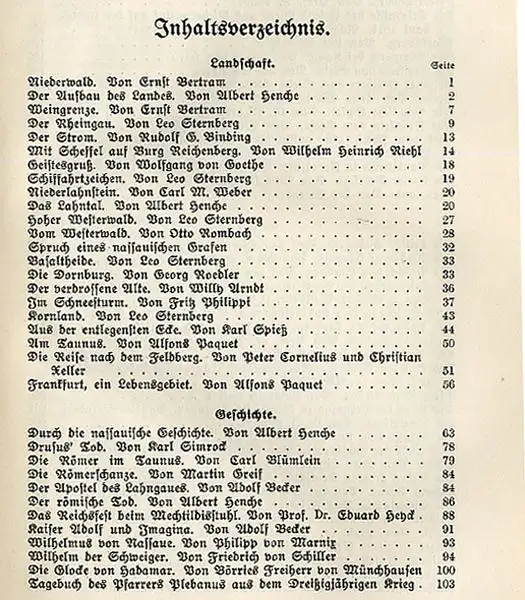 Inhaltsverzeichnis.
Landschaft. Seite
Niederwald. Von Ernst Bertram . . . . . . . . . . . . . 1
Der Aufbau des Landes. Von Albert Henche . . . . . . . . 2
Weingrenze. Von Ernst Bertram . . . . . . . . . . . . . 7
Der Rheingau. Von Leo Sternberg . . . . . . . . . . . . 9
Der Strom. Von Rudolf G. Binding . . . . . . . . . . . 13
Mit Scheffel auf Burg Reichenberg. Von Wilhelm Heinrich Riehl 14
Geistesgruß. Von Wolfgang von Goethe . . . . . . . . . 18
Schiffahrtzeichen. Von Leo Sternberg . . . . . . . . . 19
Niederlahnstein. Von Carl M. Weber . . . . . . . . . . 20
Das Lahntal. Von Albert Henche . . . . . . . . . . . . 20
Hoher Westerwald. Von Leo Sternberg . . . . . . . . . . 27
Vom Westerwald. Von Otto Rombach . . . . . . . . . . . 28
Spruch eines nassauischen Grafen . . . . . . . . . . . 32
Basaltheide. Von Leo Sternberg . . . . . . . . . . . . 33
Die Dornburg. Von Georg Roedler . . . . . . . . . . . . 33
Der verdrossene Alte. Von Willy Arndt . . . . . . . . . 36
Im Schneesturm. Von Fritz Philippi . . . . . . . . . . 37
Kornland. Von Leo Sternberg . . . . . . . . . . . . . . 43
Aus der entlegensten Ecke. Von Karl Spieß . . . . . . . 44
Am Taunus. Von Alfons Paquet . . . . . . . . . . . . . 50
Die Reise nach dem Feldberg. Von Peter Cornelius und Christian
Xeller . . . . . . . . . . . . . . . . . . . . . . . . 51
Frankfurt, ein Lebensgebiet. Von Alfons Paquet . . . . . 56
Geschichte.
Durch die nassauische Geschichte. Von Albert Henche . . . 63
Drusus' Tod. Von Karl Simrock . . . . . . . . . . . . . 78
Die Römer im Taunus. Von Carl Blümlein . . . . . . . . 79
Die Römerschanze. Von Martin Greif . . . . . . . . . . 84
Der Apostel des Lahngaues. Von Adolf Becker . . . . . . 84
Der römische Tod. Von Albert Henche . . . . . . . . . . 86
Das Reichsfest beim Mechtildisstuhl. Von Prof. Dr. Eduard Heyck . 88
Kaiser Adolf und Imagina. Von Adolf Becker . . . . . . . 91
Wilhelmus von Nassaue. Von Philipp von Marnix . . . . . 93
Wilhelm der Schweiger. Von Friedrich von Schiller . . . . 94
Die Glocke von Hadamar. Von Börries Freiherr von Münchhausen 100
Tagebuch des Pfarrers Plebanus aus dem Dreißigjährigen Krieg . 103